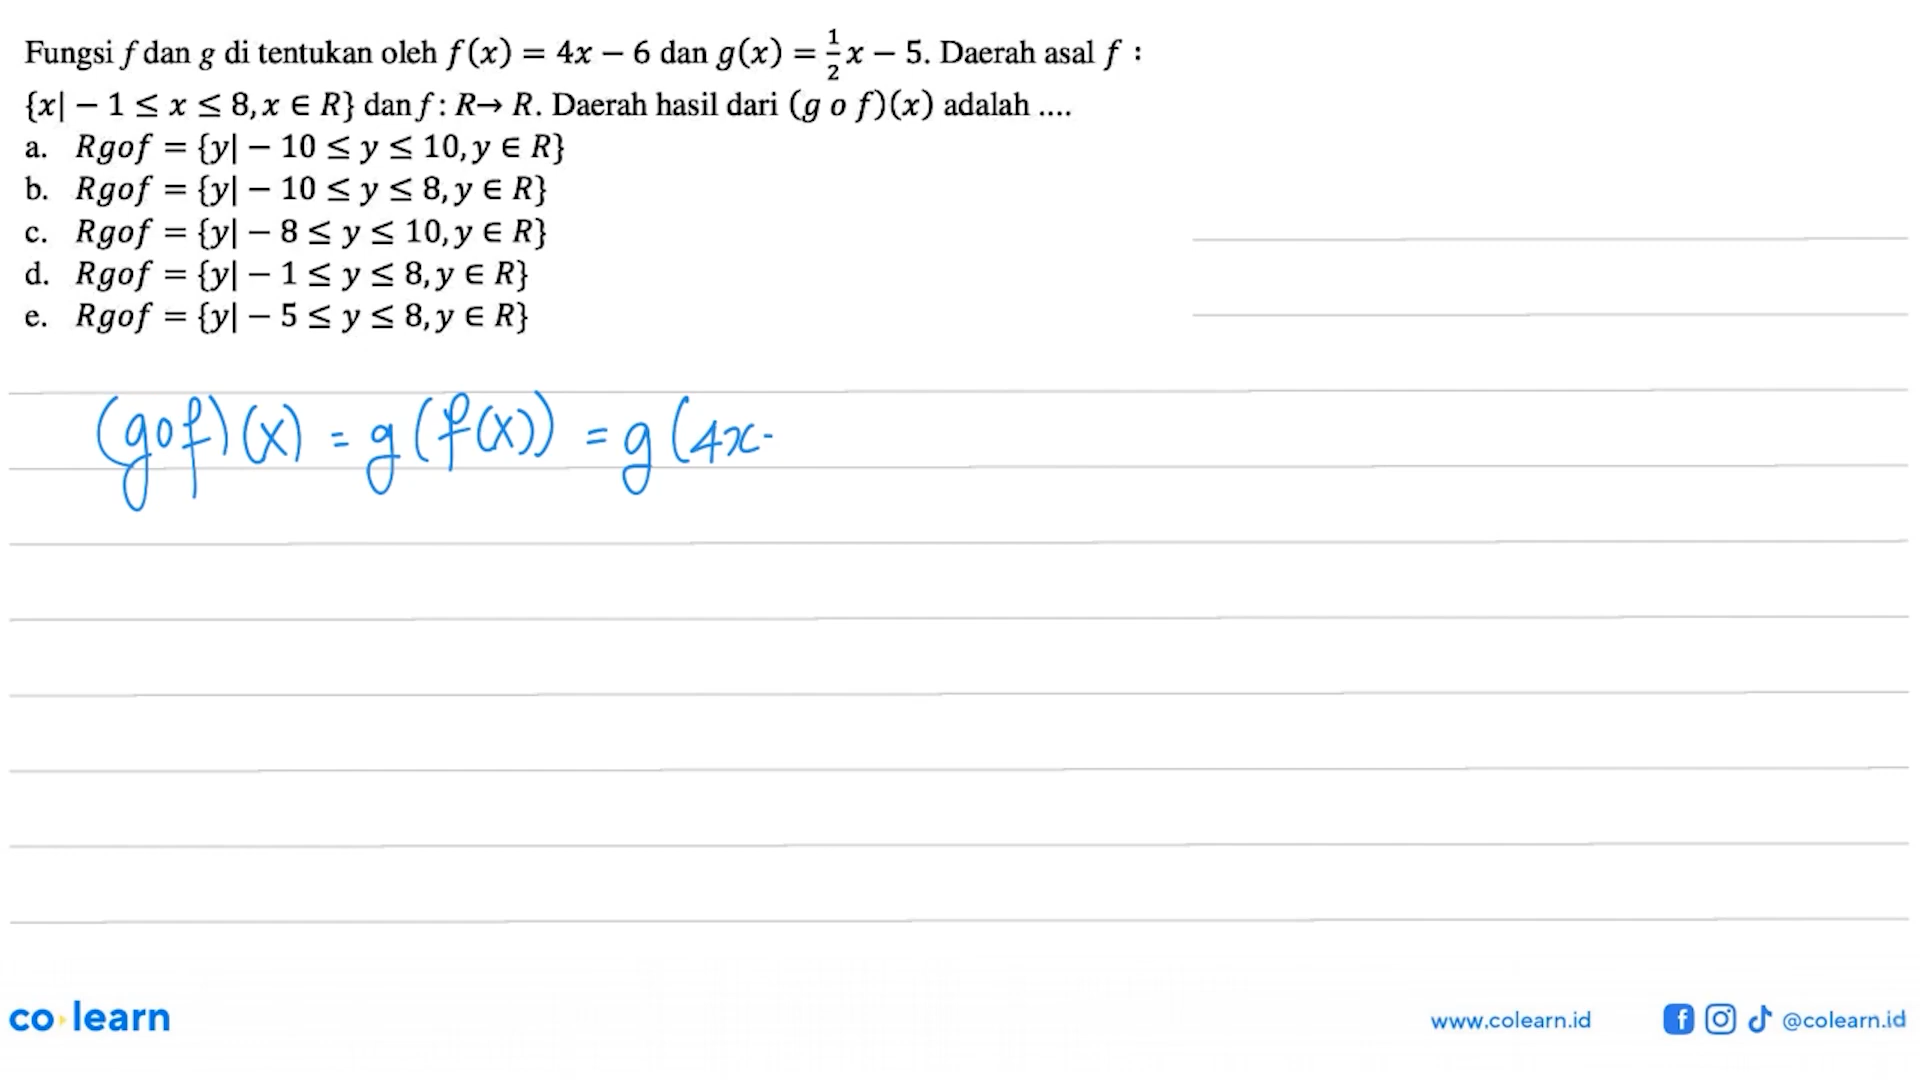 Fungsi f dan g di tentukan oleh f(x) = 4x − 6 dan g(x) = 1/2 x − 5. Daerah asal f :
{x| − 1 ≤ x ≤ 8, x ∈ R} dan f : R→ R. Daerah hasil dari (g o f)(x) adalah ....
a. Rgof = {y| − 10 ≤ y ≤ 10, y ∈ R}
b. Rgof = {y| − 10 ≤ y ≤ 8, y ∈ R}
c. Rgof = {y| − 8 ≤ y ≤ 10, y ∈ R}
d. Rgof = {y| − 1 ≤ y ≤ 8, y ∈ R}
e. Rgof = {y| − 5 ≤ y ≤ 8, y ∈ R}
(gof)(x) = g(f(x)) = g(4x-
co learn
www.colearn.id @colearn.id